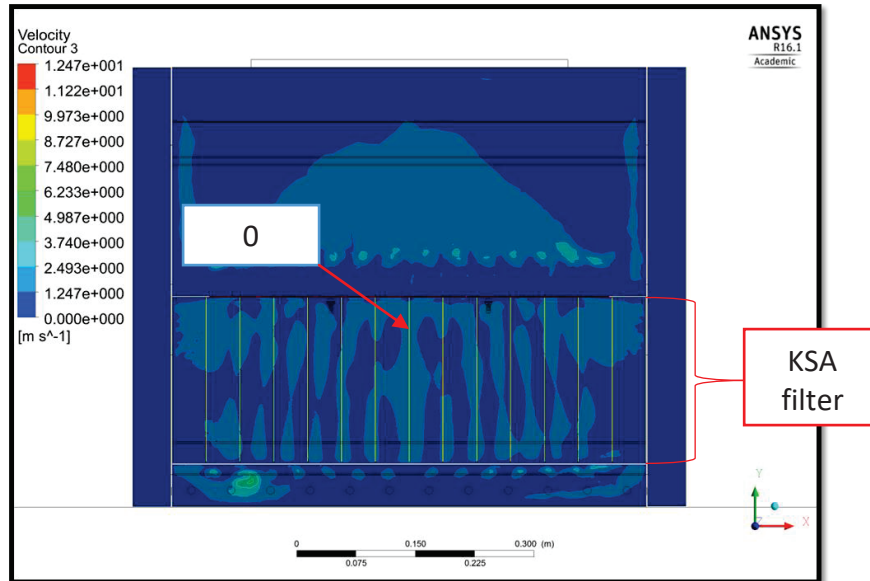 Velocity
Contour 3
1.247e+001
1.122e+001
9.973e+000
8.727e+000
7.480e+000
6.233e+000
4.987e+000
3.740e+000
2.493e+000
1.247e+000
0.000e+000
[m s^-1]
ANSYS
R16.1
Academic
0
KSA
filter
Y
X
Z
0 0.150 0.300 (m)
0.075 0.225